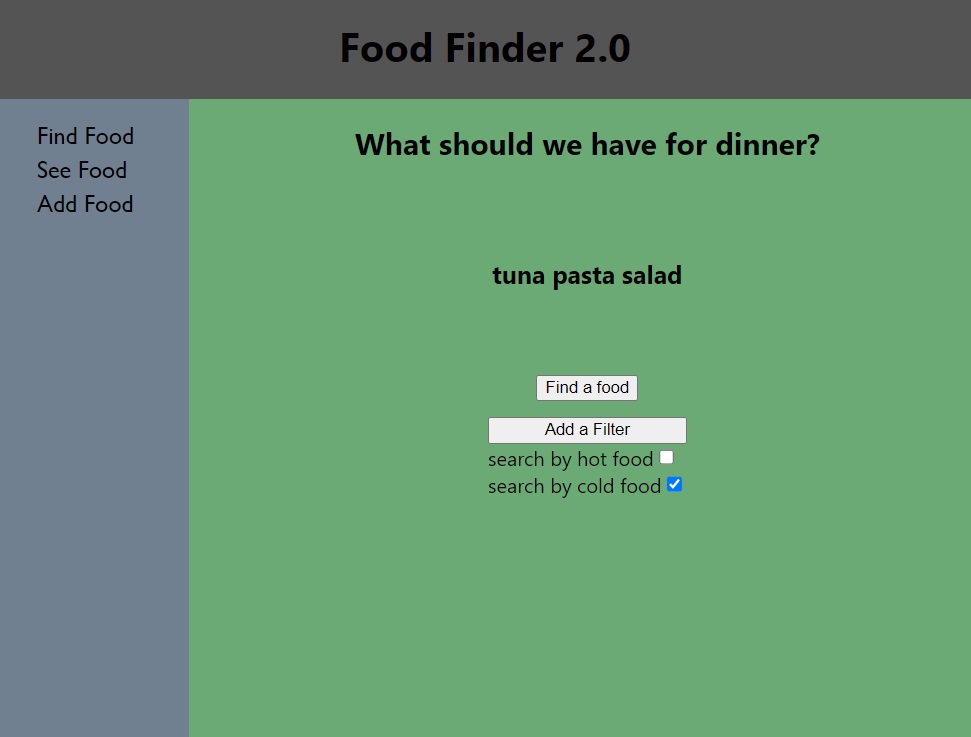 Food Finder 2.0
Find Food
See Food
Add Food
What should we have for dinner?
tuna pasta salad
Find a food
Add a Filter
search by hot food
search by cold food